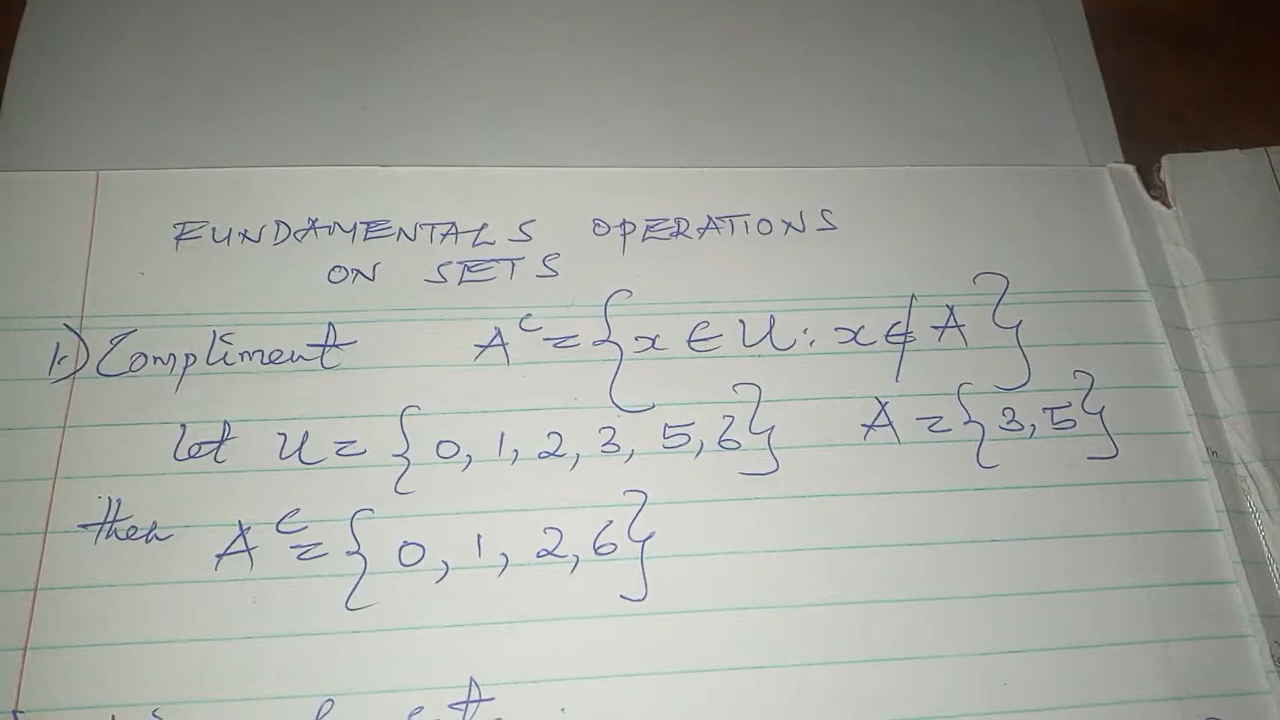 FUNDAMENTALS OPERATIONS
ON SETS
1.) Compliment A^c = {x ∈ U : x ∉ A}
let U = {0, 1, 2, 3, 5, 6} A = {3, 5}
then A^c = {0, 1, 2, 6}